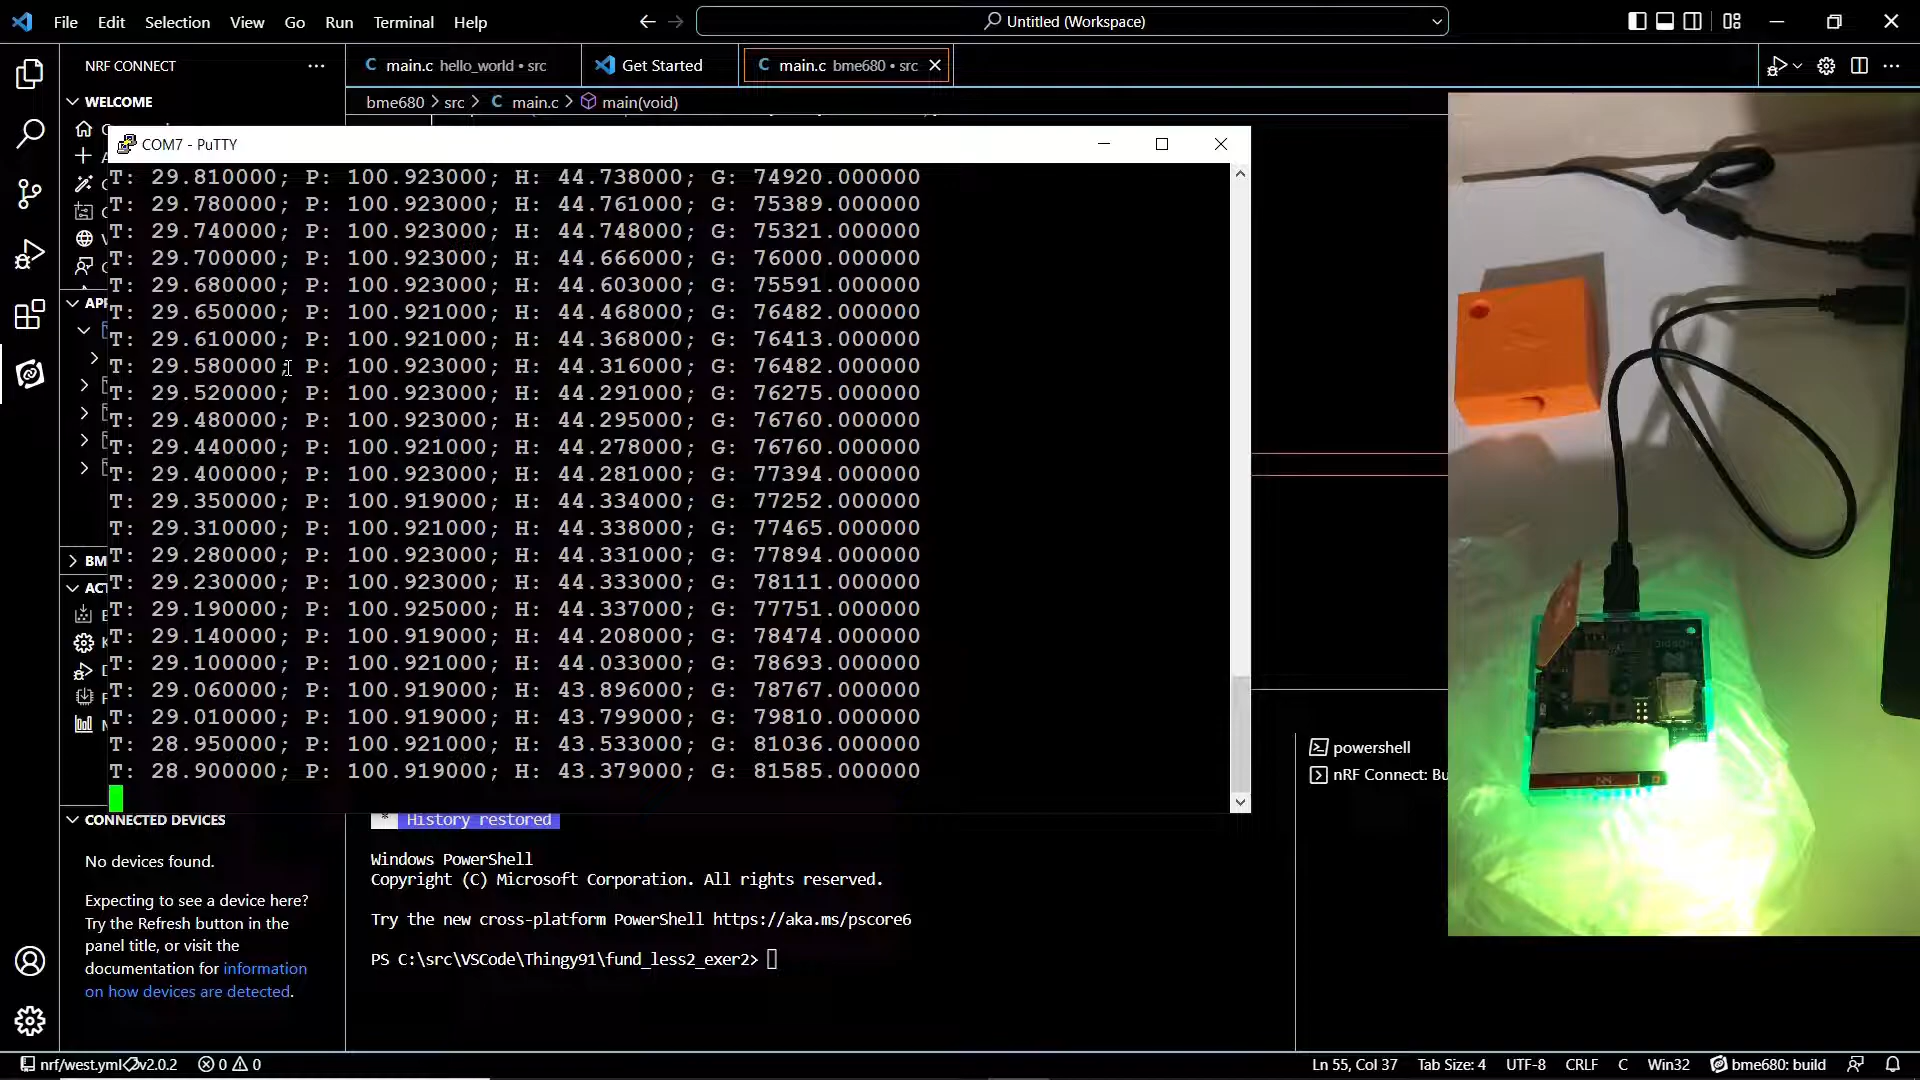 File Edit Selection View Go Run Terminal Help
Untitled (Workspace)
NRF CONNECT
main.c hello_world • src
Get Started
main.c bme680 • src
WELCOME
bme680 > src > C main.c > main(void)
COM7 - PuTTY
T: 29.810000; P: 100.923000; H: 44.738000; G: 74920.000000
T: 29.780000; P: 100.923000; H: 44.761000; G: 75389.000000
T: 29.740000; P: 100.923000; H: 44.748000; G: 75321.000000
T: 29.700000; P: 100.923000; H: 44.666000; G: 76000.000000
T: 29.680000; P: 100.923000; H: 44.603000; G: 75591.000000
T: 29.650000; P: 100.921000; H: 44.468000; G: 76482.000000
T: 29.610000; P: 100.921000; H: 44.368000; G: 76413.000000
T: 29.580000; P: 100.923000; H: 44.316000; G: 76482.000000
T: 29.520000; P: 100.923000; H: 44.291000; G: 76275.000000
T: 29.480000; P: 100.923000; H: 44.295000; G: 76760.000000
T: 29.440000; P: 100.921000; H: 44.278000; G: 76760.000000
T: 29.400000; P: 100.923000; H: 44.281000; G: 77394.000000
T: 29.350000; P: 100.919000; H: 44.334000; G: 77252.000000
T: 29.310000; P: 100.921000; H: 44.338000; G: 77465.000000
T: 29.280000; P: 100.923000; H: 44.331000; G: 77894.000000
T: 29.230000; P: 100.923000; H: 44.333000; G: 78111.000000
T: 29.190000; P: 100.925000; H: 44.337000; G: 77751.000000
T: 29.140000; P: 100.919000; H: 44.208000; G: 78474.000000
T: 29.100000; P: 100.921000; H: 44.033000; G: 78693.000000
T: 29.060000; P: 100.919000; H: 43.896000; G: 78767.000000
T: 29.010000; P: 100.919000; H: 43.799000; G: 79810.000000
T: 28.950000; P: 100.921000; H: 43.533000; G: 81036.000000
T: 28.900000; P: 100.919000; H: 43.379000; G: 81585.000000
powershell
nRF Connect: Bu
CONNECTED DEVICES
No devices found.
Expecting to see a device here?
Try the Refresh button in the
panel title, or visit the
documentation for information
on how devices are detected.
* History restored
Windows PowerShell
Copyright (C) Microsoft Corporation. All rights reserved.
Try the new cross-platform PowerShell https://aka.ms/pscore6
PS C:\src\VSCode\Thingy91\fund_less2_exer2>
nrf/west.yml v2.0.2 0 0 Ln 55, Col 37 Tab Size: 4 UTF-8 CRLF C Win32 bme680: build